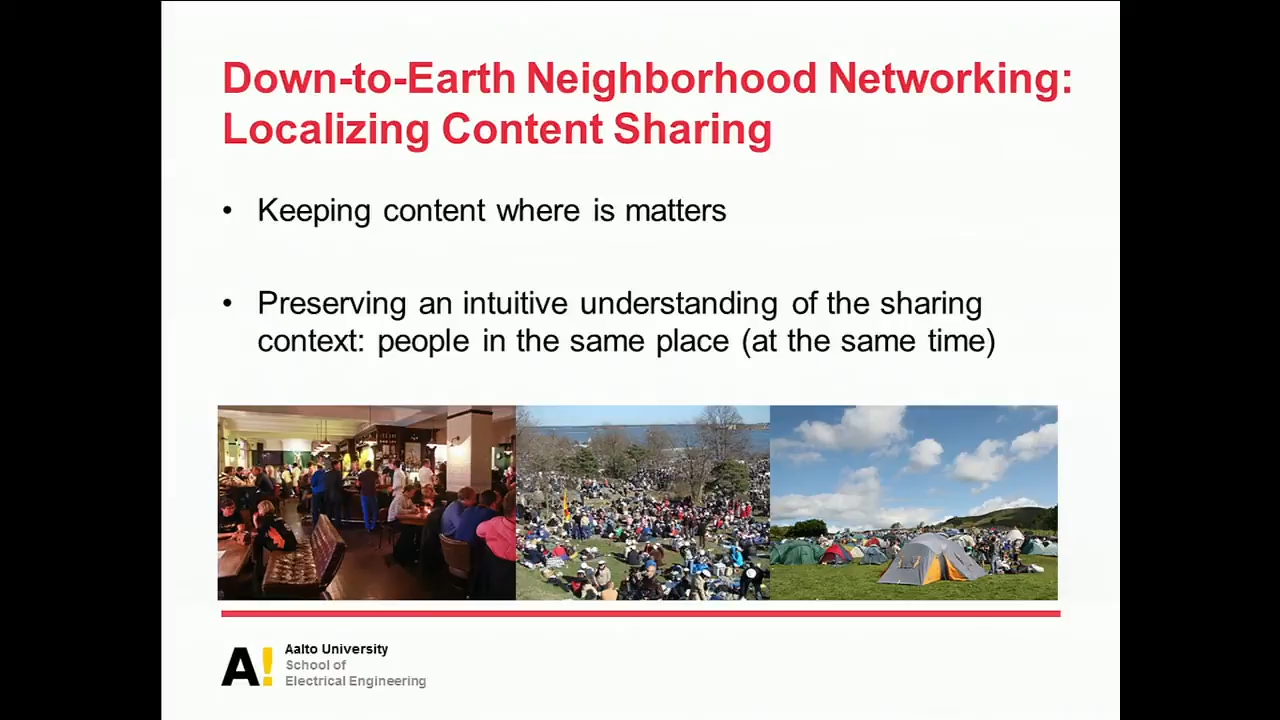 Down-to-Earth Neighborhood Networking:
Localizing Content Sharing
• Keeping content where is matters
• Preserving an intuitive understanding of the sharing
context: people in the same place (at the same time)
A!
Aalto University
School of
Electrical Engineering